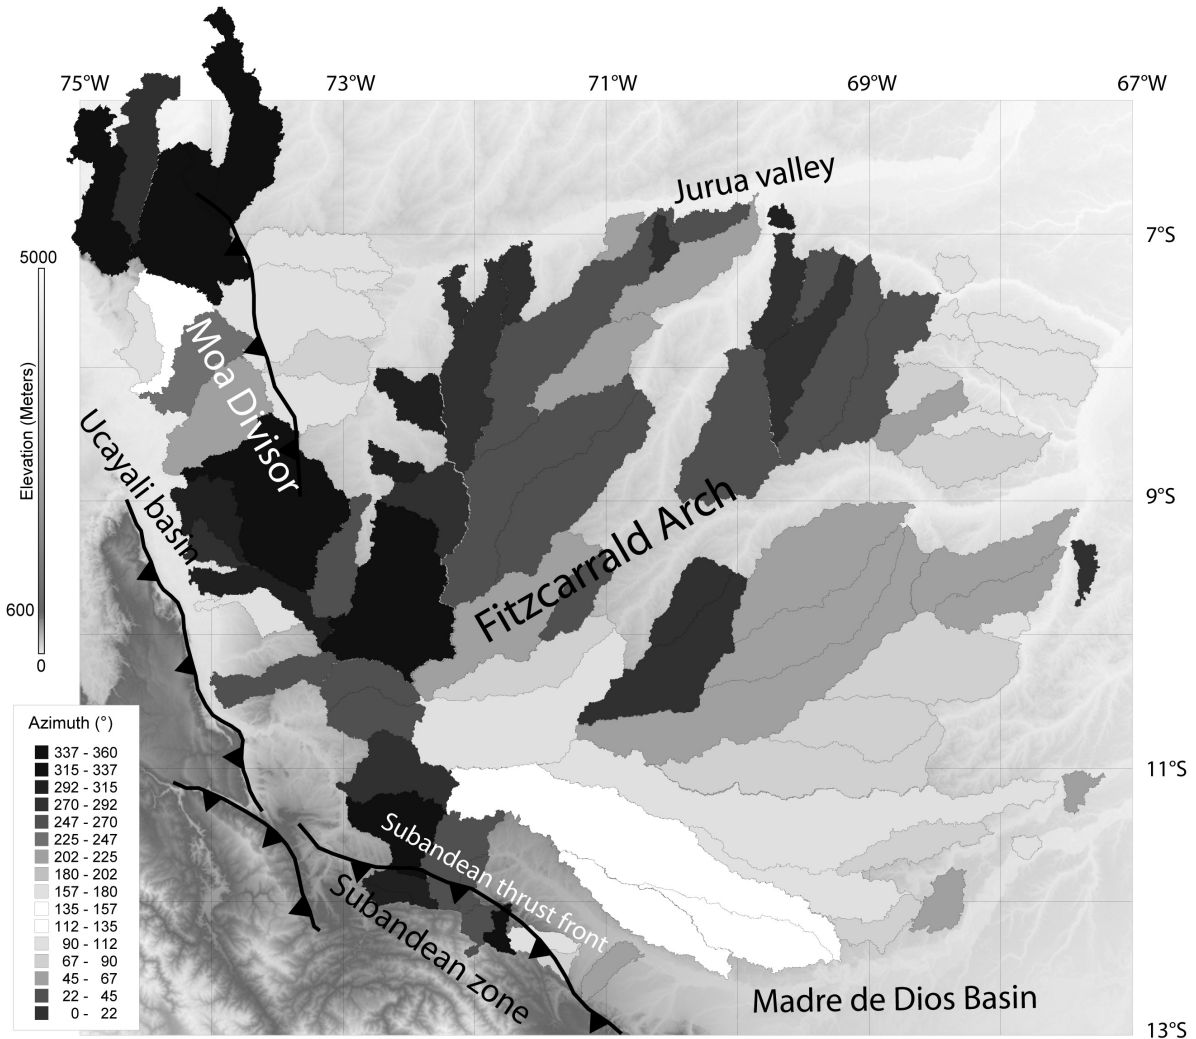 75°W 73°W 71°W 69°W 67°W
Jurua valley
7°S
5000
Elevation (Meters)
600
0
Moa Divisor
Ucayali basin
9°S
Fitzcarrald Arch
11°S
Azimuth (°)
337 - 360
315 - 337
292 - 315
270 - 292
247 - 270
225 - 247
202 - 225
180 - 202
157 - 180
135 - 157
112 - 135
90 - 112
67 - 90
45 - 67
22 - 45
0 - 22
Subandean thrust front
Subandean zone
Madre de Dios Basin
13°S